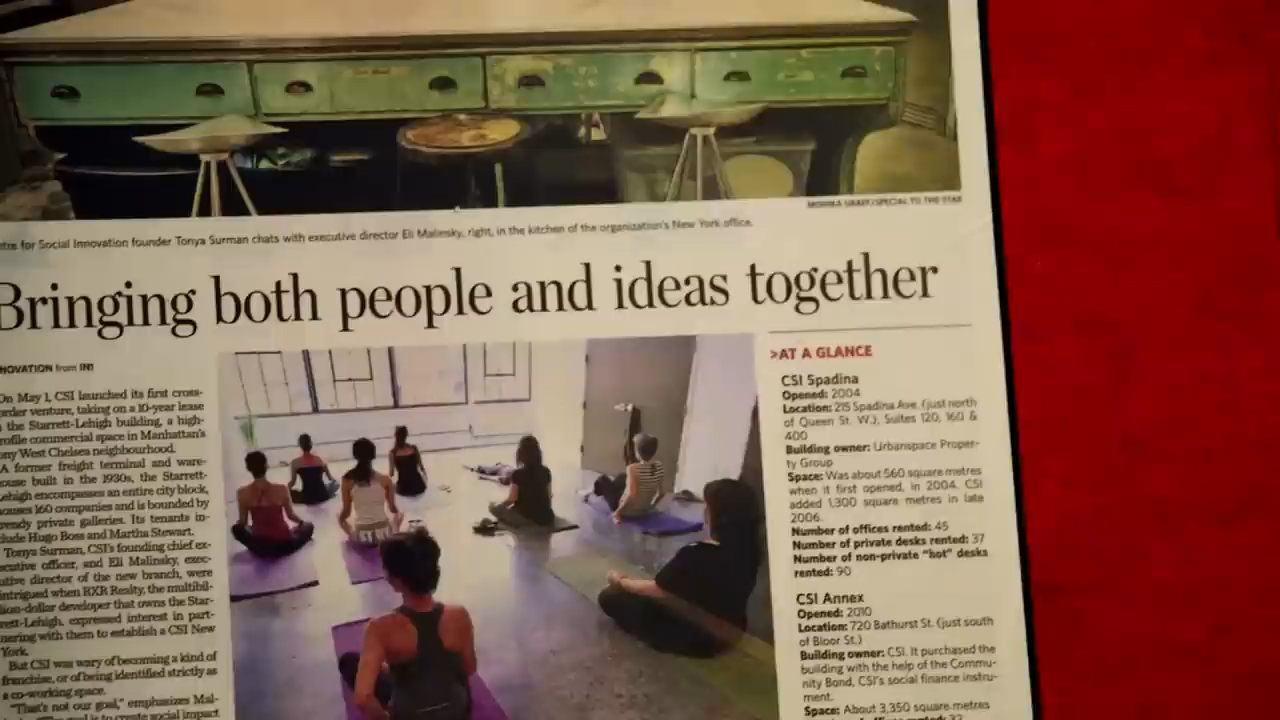 MONIKA GRAFF/SPECIAL TO THE STAR
for Social Innovation founder Tonya Surman chats with executive director Eli Malinsky, right, in the kitchen of the organization's New York office.
Bringing both people and ideas together
from IN1
On May 1, CSI launched its first cross-
venture, taking on a 10-year lease
the Starrett-Lehigh building, a high-
commercial space in Manhattan's
West Chelsea neighbourhood.
A former freight terminal and ware-
built in the 1930s, the Starrett-
Lehigh encompasses an entire city block,
houses 160 companies and is bounded by
trendy private galleries. Its tenants in-
clude Hugo Boss and Martha Stewart.
Tonya Surman, CSI's founding chief ex-
ecutive officer, and Eli Malinsky, exec-
utive director of the new branch, were
intrigued when RXR Realty, the multibil-
lion-dollar developer that owns the Star-
rett-Lehigh, expressed interest in part-
nering with them to establish a CSI New
York.
But CSI was wary of becoming a kind of
franchise, or of being identified strictly as
a co-working space.
"That's not our goal," emphasizes Mal-
goal is to create social impact
>AT A GLANCE
CSI Spadina
Opened: 2004
Location: 215 Spadina Ave. (just north
of Queen St. W.), Suites 120, 160 &
400
Building owner: Urbanspace Proper-
ty Group
Space: Was about 560 square metres
when it first opened, in 2004. CSI
added 1,300 square metres in late
2006.
Number of offices rented: 45
Number of private desks rented: 37
Number of non-private "hot" desks
rented: 90
CSI Annex
Opened: 2010
Location: 720 Bathurst St. (just south
of Bloor St.)
Building owner: CSI. It purchased the
building with the help of the Commu-
nity Bond, CSI's social finance instru-
ment.
Space: About 3,350 square metres